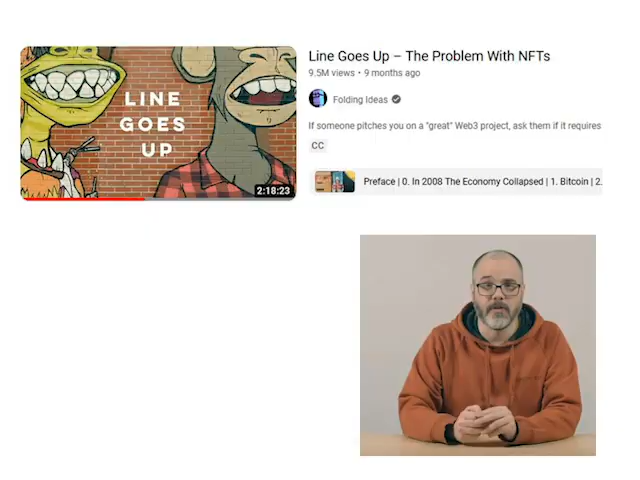 LINE
GOES
UP
2:18:23
Line Goes Up – The Problem With NFTs
9.5M views • 9 months ago
Folding Ideas
If someone pitches you on a "great" Web3 project, ask them if it requires
CC
Preface | 0. In 2008 The Economy Collapsed | 1. Bitcoin | 2.